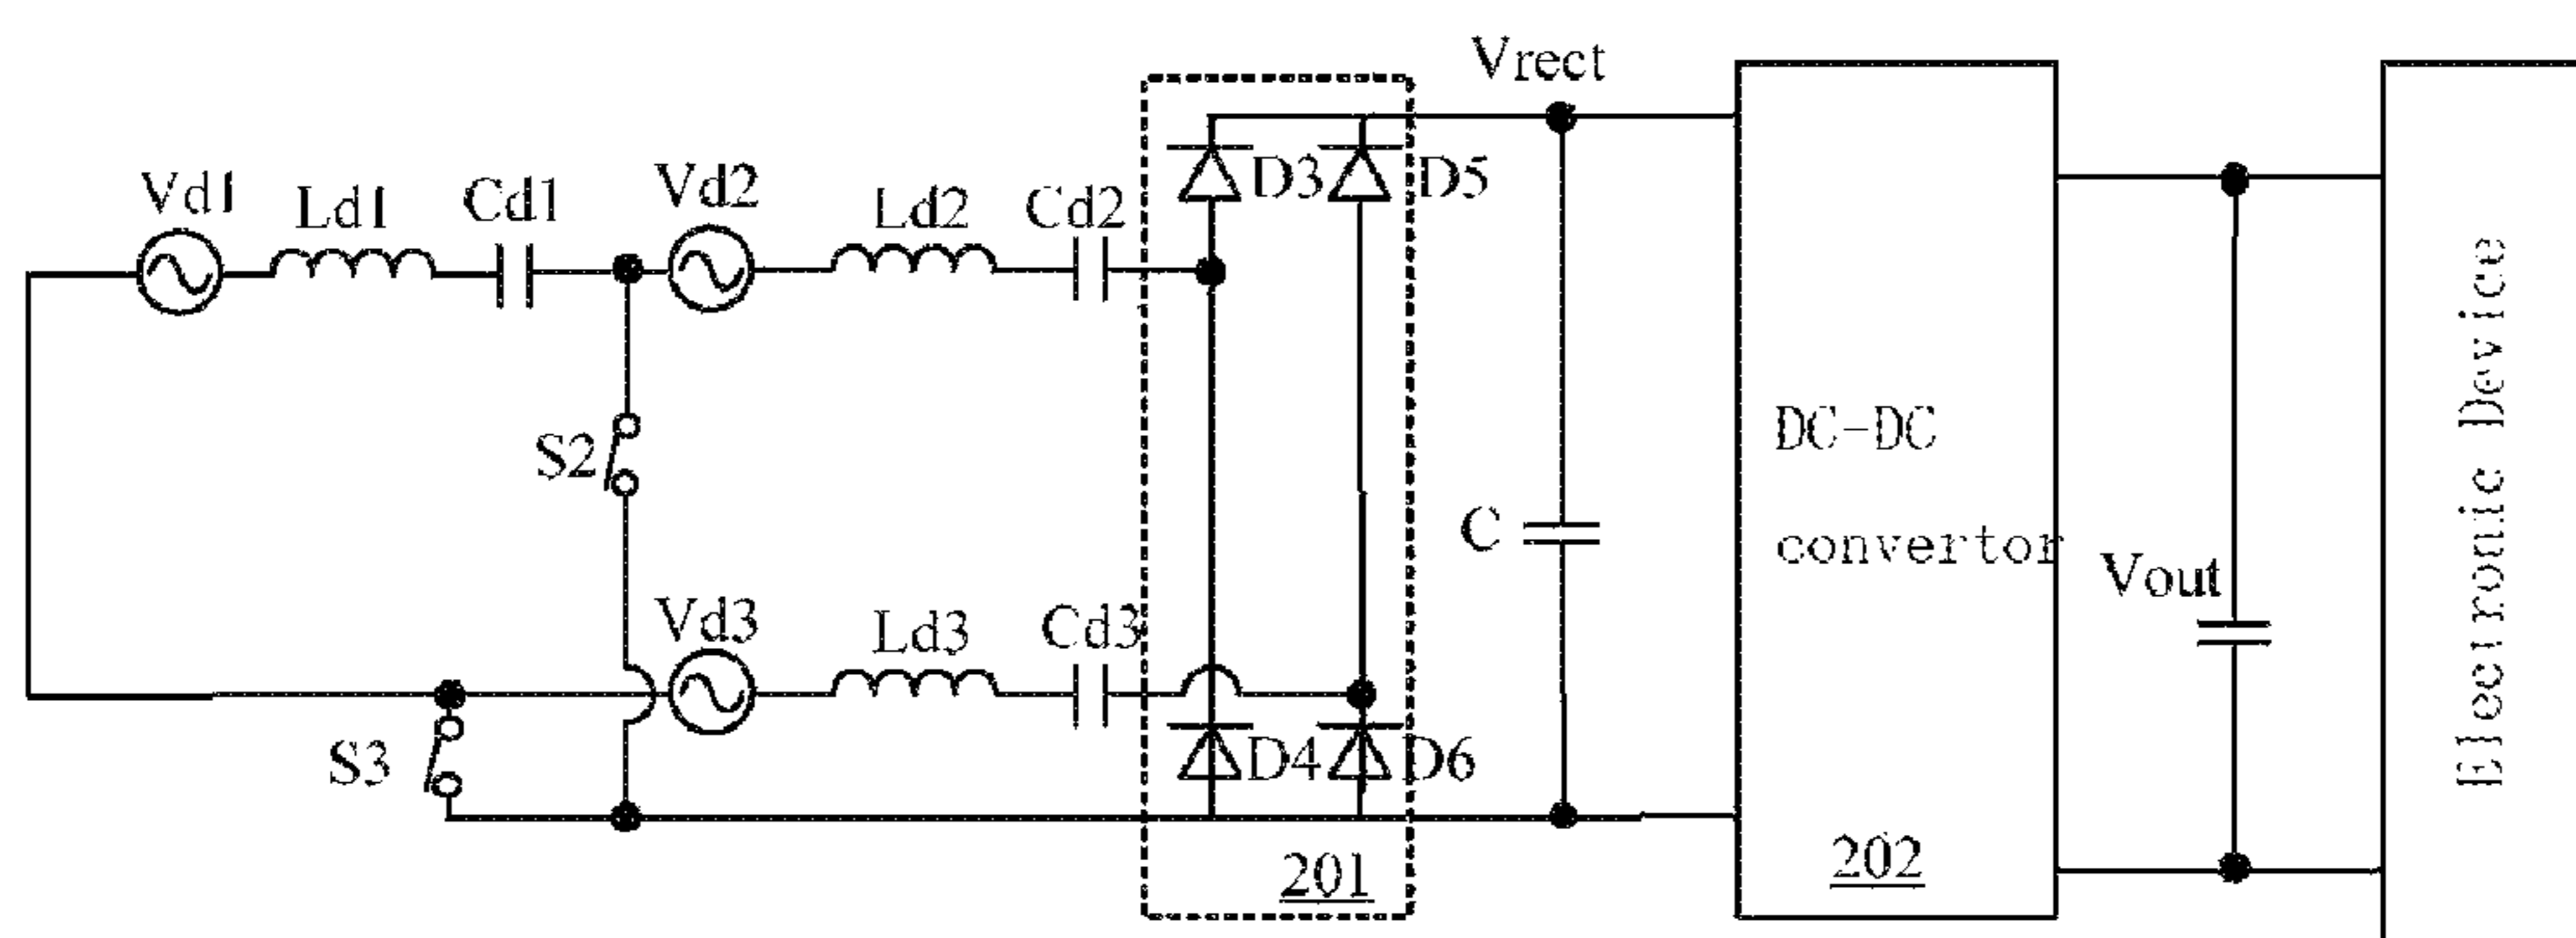 Vrect
Vd1
Ld1
Cd1
Vd2
Ld2
Cd2
D3
D5
S2
C
DC-DC
convertor
Vout
Electronic Device
Vd3
Ld3
Cd3
S3
D4
D6
201
202